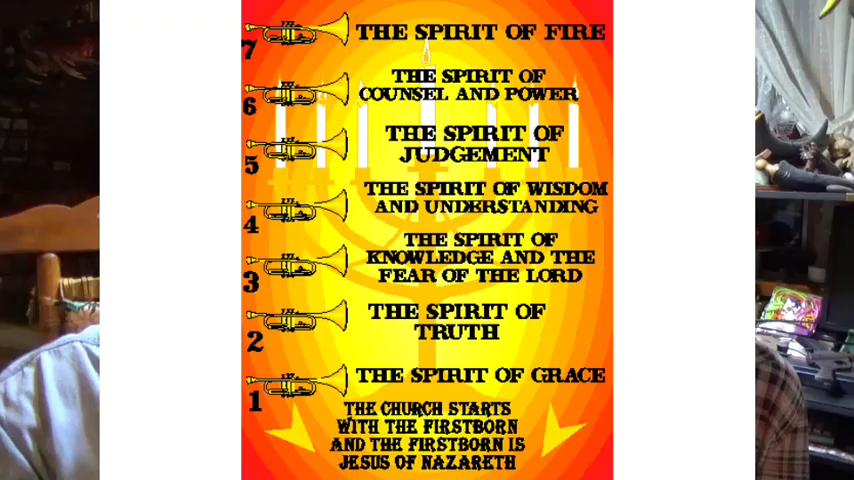 7 THE SPIRIT OF FIRE
6 THE SPIRIT OF
COUNSEL AND POWER
5 THE SPIRIT OF
JUDGEMENT
4 THE SPIRIT OF WISDOM
AND UNDERSTANDING
3 THE SPIRIT OF
KNOWLEDGE AND THE
FEAR OF THE LORD
2 THE SPIRIT OF
TRUTH
1 THE SPIRIT OF GRACE
THE CHURCH STARTS
WITH THE FIRSTBORN
AND THE FIRSTBORN IS
JESUS OF NAZARETH